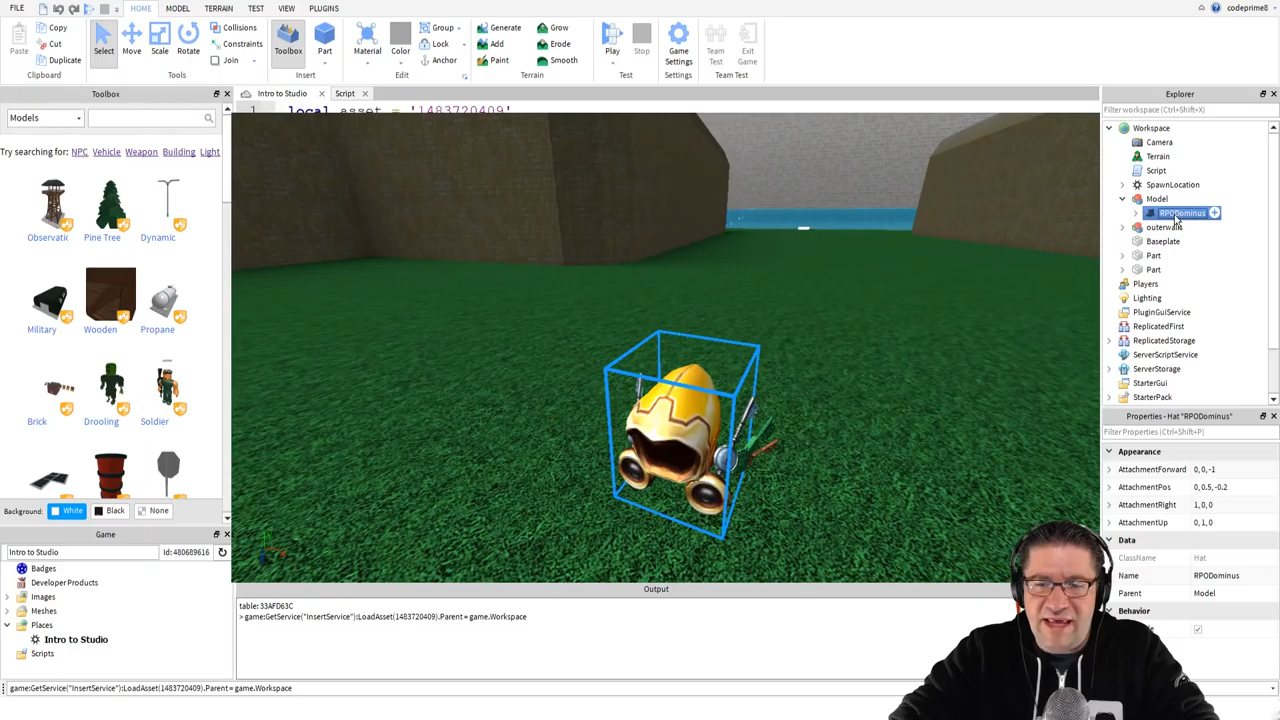 FILE HOME MODEL TERRAIN TEST VIEW PLUGINS codeprime8
Paste Copy Cut Duplicate Clipboard
Select Move Scale Rotate Collisions Constraints Join Tools
Toolbox Part Insert
Material Color Group Lock Anchor Edit
Generate Add Paint Grow Erode Smooth Terrain
Play Stop Test
Game Settings Settings
Team Test Exit Game Team Test
Toolbox
Models
Try searching for: NPC Vehicle Weapon Building Light
Observatic Pine Tree Dynamic
Military Wooden Propane
Brick Drooling Soldier
Background: White Black None
Game
Intro to Studio Id: 480689616
Badges
Developer Products
Images
Meshes
Places
Intro to Studio
Scripts
Intro to Studio Script
1 local asset = '1483720409'
Output
table: 33AFD63C
> game:GetService("InsertService"):LoadAsset(1483720409).Parent = game.Workspace
game:GetService("InsertService"):LoadAsset(1483720409).Parent = game.Workspace
Explorer
Filter workspace (Ctrl+Shift+X)
Workspace
Camera
Terrain
Script
SpawnLocation
Model
RPODominus
Baseplate
Part
Part
Players
Lighting
PluginGuiService
ReplicatedFirst
ReplicatedStorage
ServerScriptService
ServerStorage
StarterGui
StarterPack
Properties - Hat "RPODominus"
Filter Properties (Ctrl+Shift+P)
Appearance
AttachmentForward 0, 0, -1
AttachmentPos 0, 0.5, -0.2
AttachmentRight 1, 0, 0
AttachmentUp 0, 1, 0
Data
ClassName Hat
Name RPODominus
Parent Model
Behavior